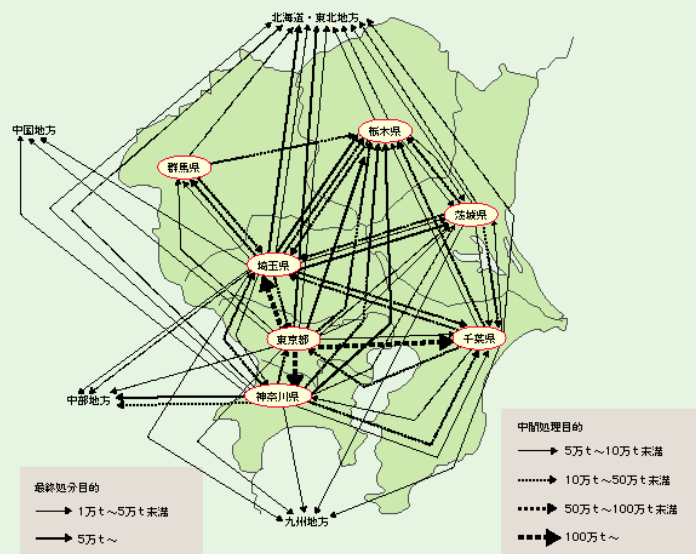 北海道・東北地方
中国地方
栃木県
群馬県
茨城県
埼玉県
東京都
千葉県
神奈川県
中部地方
九州地方
最終処分目的
1万t～5万t未満
5万t～
中間処理目的
5万t～10万t未満
10万t～50万t未満
50万t～100万t未満
100万t～